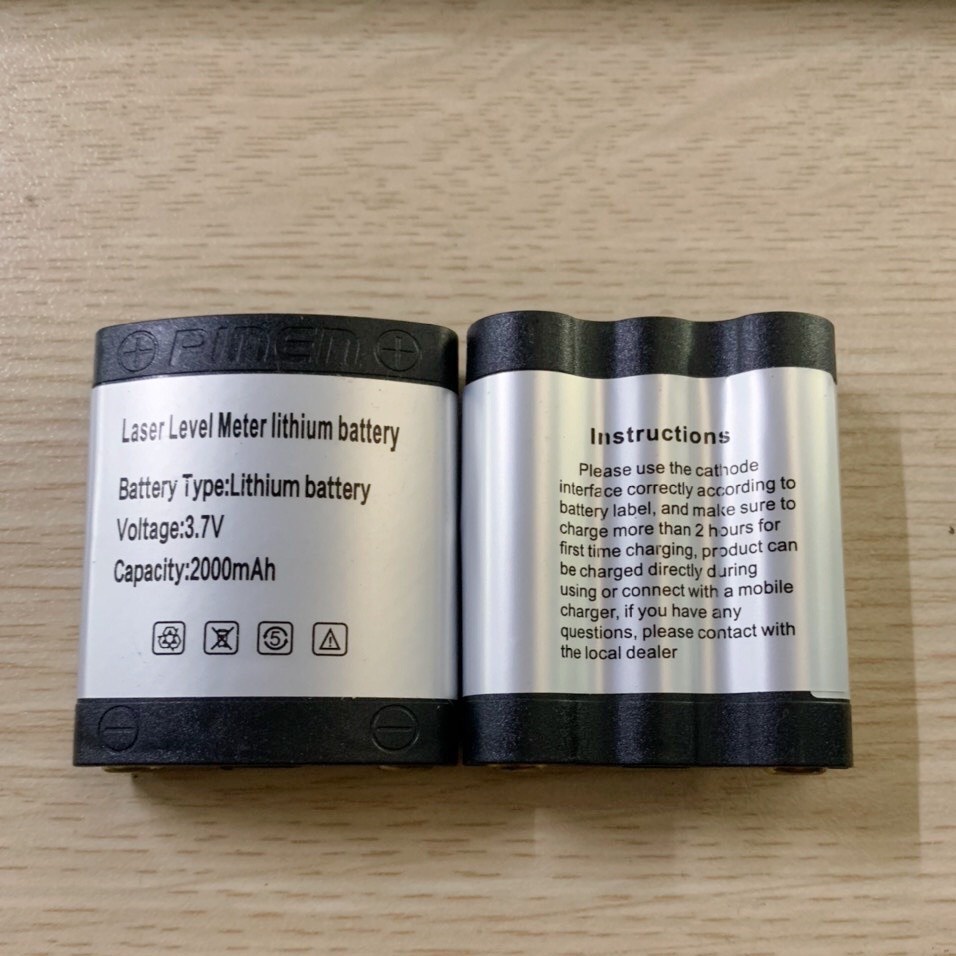 PIMEN
Laser Level Meter lithium battery
Battery Type:Lithium battery
Voltage:3.7V
Capacity:2000mAh
5
Instructions
Please use the cathode
interface correctly according to
battery label, and make sure to
charge more than 2 hours for
first time charging, product can
be charged directly during
using or connect with a mobile
charger, if you have any
questions, please contact with
the local dealer